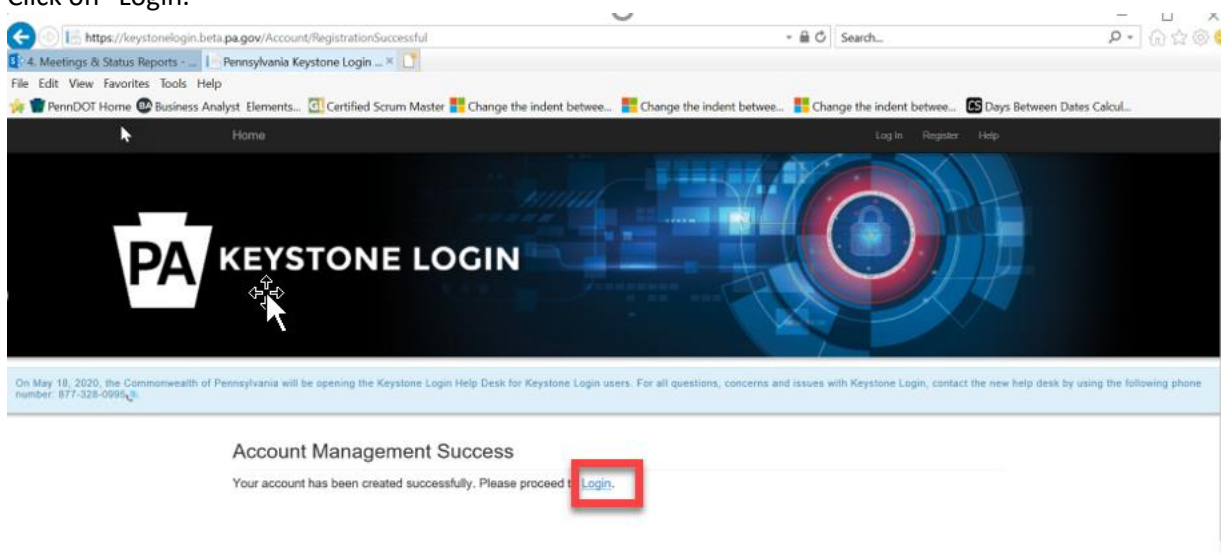 Click on "Login."
https://keystonelogin.beta.pa.gov/Account/RegistrationSuccessful
Search...
4. Meetings & Status Reports - ...
Pennsylvania Keystone Login ...
File Edit View Favorites Tools Help
PennDOT Home Business Analyst Elements... Certified Scrum Master Change the indent betwee... Change the indent betwee... Change the indent betwee... Days Between Dates Calcul...
Home Log In Register Help
PA KEYSTONE LOGIN
On May 18, 2020, the Commonwealth of Pennsylvania will be opening the Keystone Login Help Desk for Keystone Login users. For all questions, concerns and issues with Keystone Login, contact the new help desk by using the following phone
number: 877-328-0995.
Account Management Success
Your account has been created successfully. Please proceed t Login.